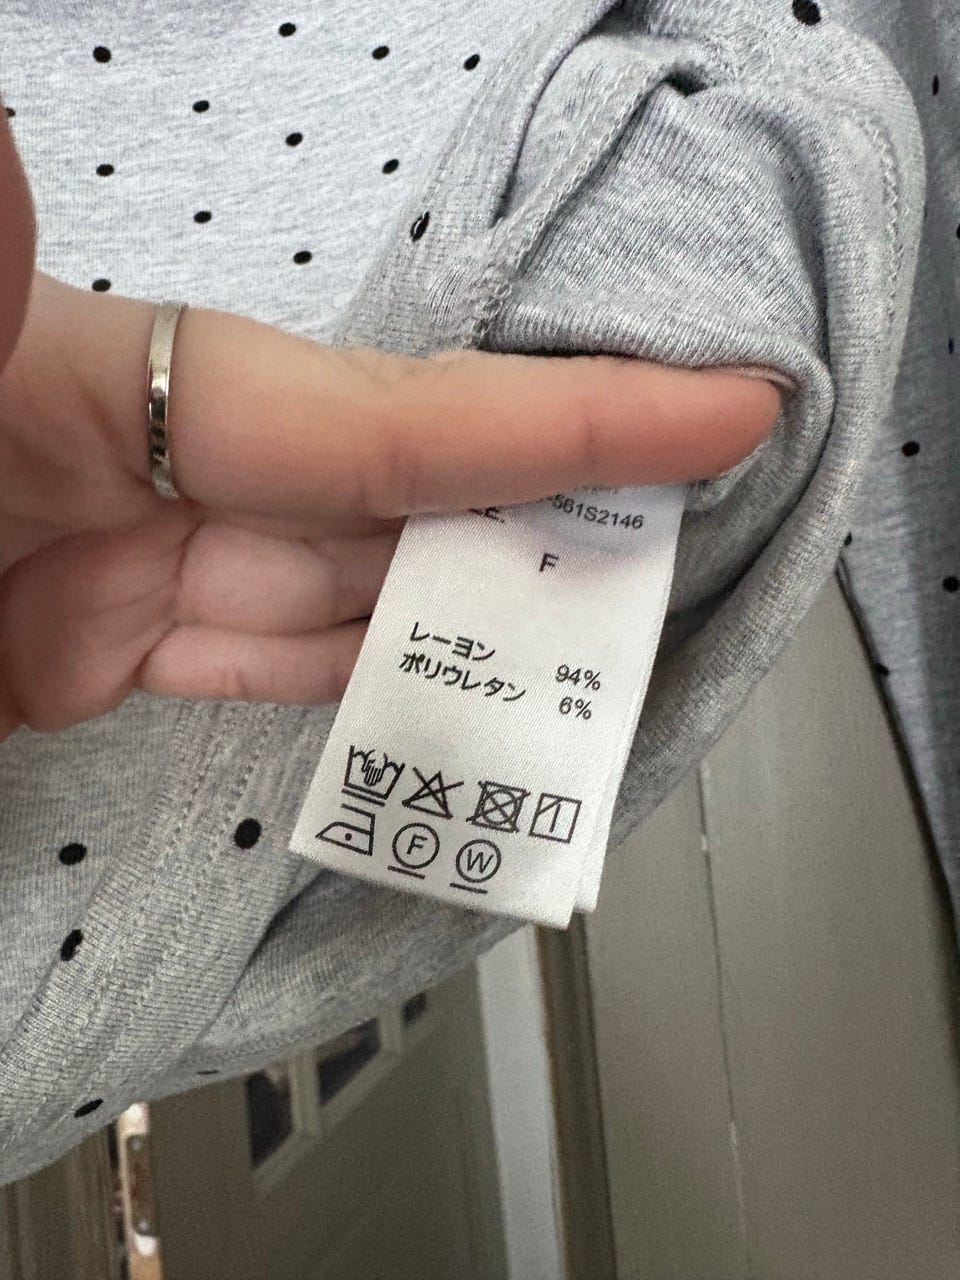 -561S2146
F
レーヨン 94%
ポリウレタン 6%
F W